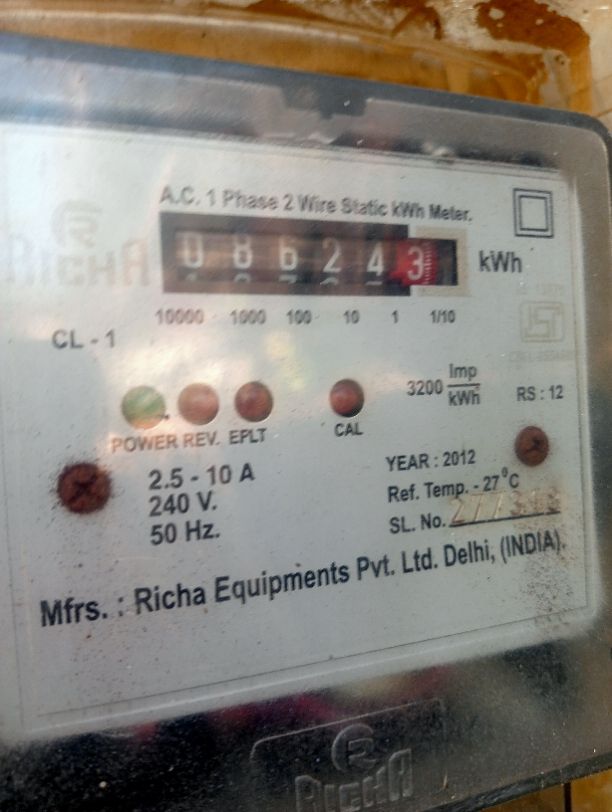 A.C. 1 Phase 2 Wire Static kWh Meter.
RICHA
086243 kWh
10000 1000 100 10 1 1/10
CL - 1
3200 Imp/kWh
RS : 12
POWER REV. EPLT CAL
2.5 - 10 A
240 V.
50 Hz.
YEAR : 2012
Ref. Temp. - 27°C
SL. No.
Mfrs. : Richa Equipments Pvt. Ltd. Delhi, (INDIA).
RICHA